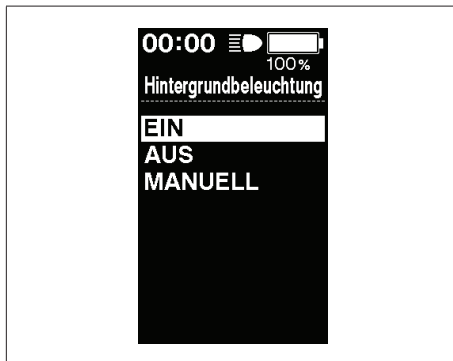 00:00
100%
Hintergrundbeleuchtung
EIN
AUS
MANUELL